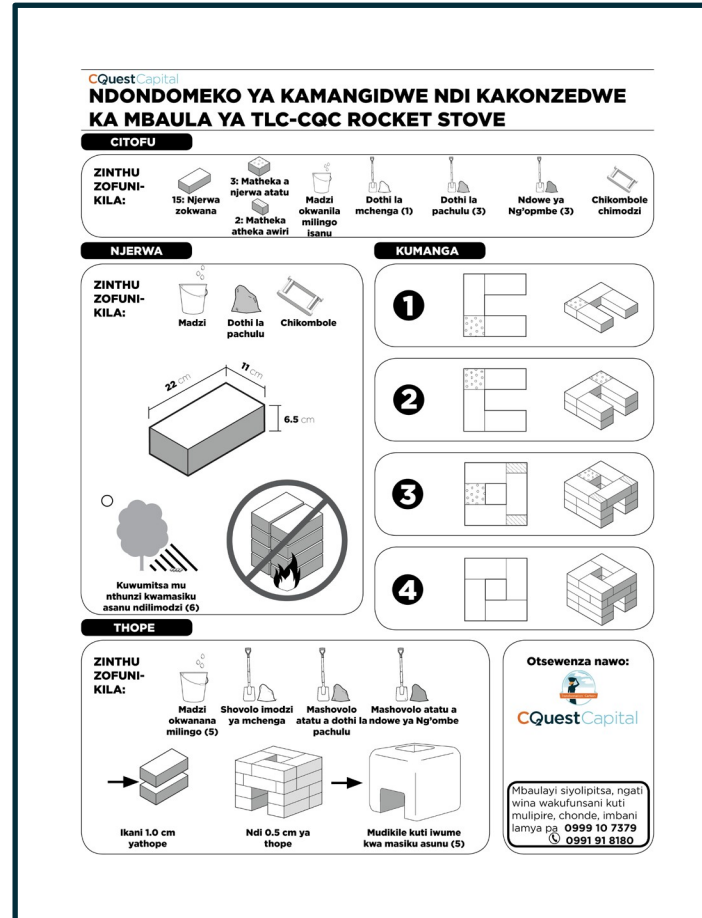 CQuestCapital
NDONDOMEKO YA KAMANGIDWE NDI KAKONZEDWE
KA MBAULA YA TLC-CQC ROCKET STOVE
CITOFU
ZINTHU
ZOFUNI-
KILA:
15: Njerwa
zokwana
3: Matheka a
njerwa atatu
2: Matheka
atheka awiri
Madzi
okwanila
milingo
isanu
Dothi la
mchenga (1)
Dothi la
pachulu (3)
Ndowe ya
Ng'opmbe (3)
Chikombole
chimodzi
NJERWA
ZINTHU
ZOFUNI-
KILA:
Madzi
Dothi la
pachulu
Chikombole
22 cm
11 cm
6.5 cm
Kuwumitsa mu
nthunzi kwamasiku
asanu ndilimodzi (6)
KUMANGA
1
2
3
4
THOPE
ZINTHU
ZOFUNI-
KILA:
Madzi
okwanana
milingo (5)
Shovolo imodzi
ya mchenga
Mashovolo
atatu a dothi la
pachulu
Mashovolo atatu a
ndowe ya Ng'ombe
Ikani 1.0 cm
yathope
Ndi 0.5 cm ya
thope
Mudikile kuti iwume
kwa masiku asunu (5)
Otsewenza nawo:
CQuestCapital
Mbaulayi siyolipitsa, ngati
wina wakufunsani kuti
mulipire, chonde, imbani
lamya pa 0999 10 7379
0991 91 8180